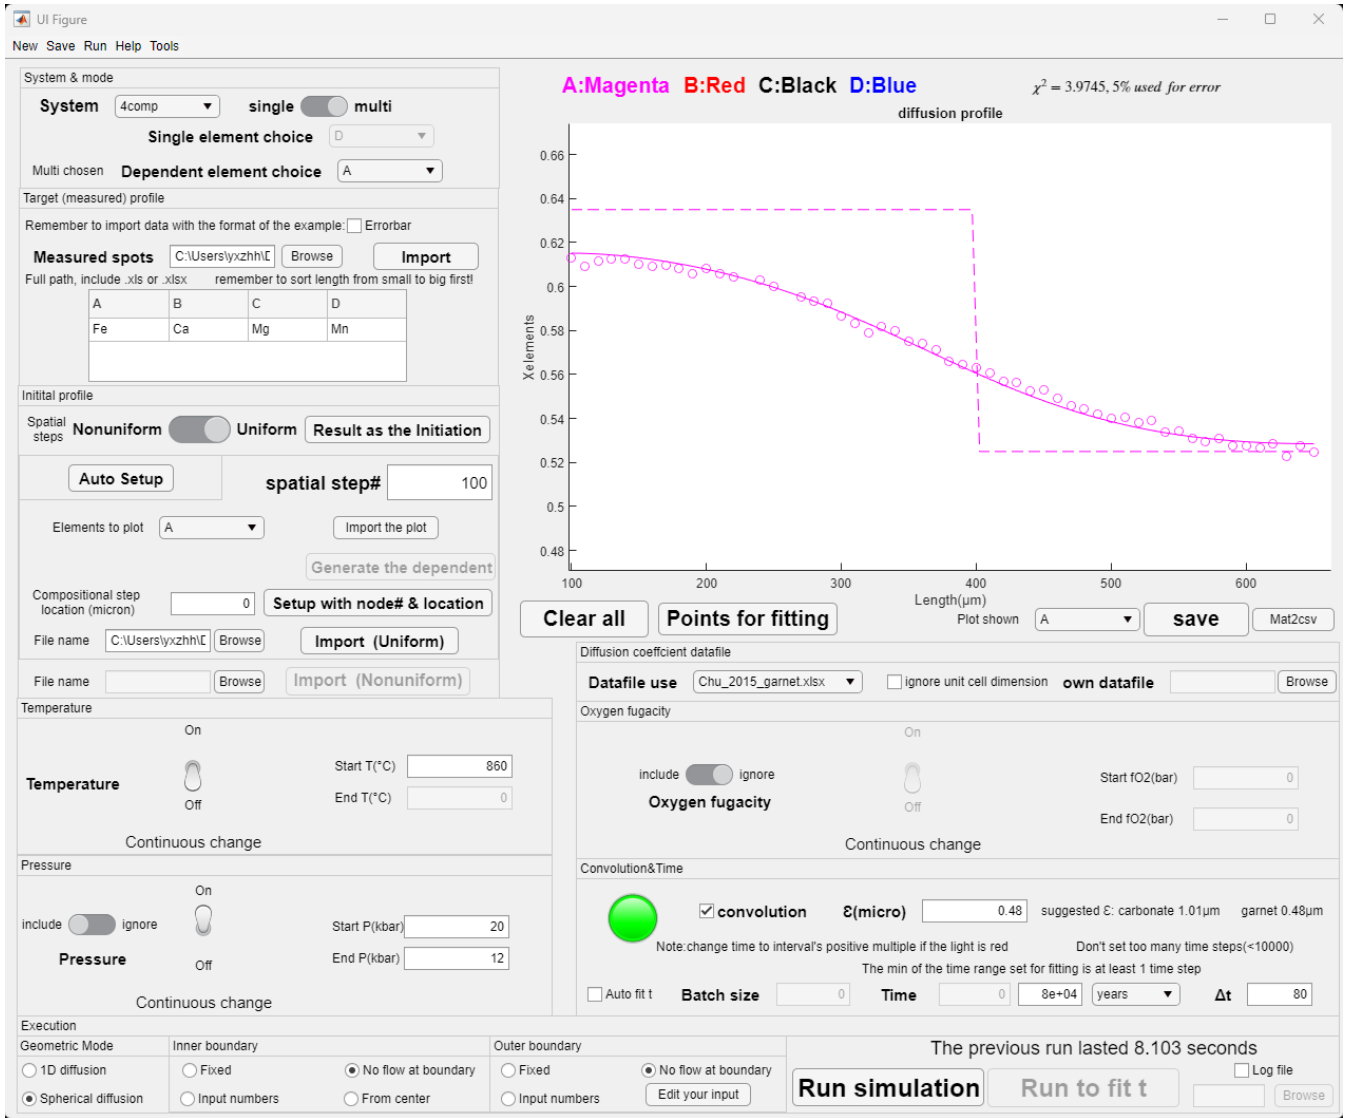 UI Figure
New Save Run Help Tools
System & mode
System 4comp single multi
Single element choice D
Multi chosen Dependent element choice A
Target (measured) profile
Remember to import data with the format of the example: Errorbar
Measured spots C:\Users\yxzhh\D Browse Import
Full path, include .xls or .xlsx remember to sort length from small to big first!
A B C D
Fe Ca Mg Mn
Initital profile
Spatial steps Nonuniform Uniform Result as the Initiation
Auto Setup spatial step# 100
Elements to plot A Import the plot
Generate the dependent
Compositional step location (micron) 0 Setup with node# & location
File name C:\Users\yxzhh\D Browse Import (Uniform)
File name Browse Import (Nonuniform)
A:Magenta B:Red C:Black D:Blue
χ² = 3.9745, 5% used for error
diffusion profile
0.66
0.64
0.62
0.6
0.58
0.56
0.54
0.52
0.5
0.48
Xelements
100 200 300 400 500 600
Length(μm)
Clear all Points for fitting Plot shown A save Mat2csv
Diffusion coeffcient datafile
Datafile use Chu_2015_garnet.xlsx ignore unit cell dimension own datafile Browse
Temperature
On
Temperature
Off
Start T(°C) 860
End T(°C) 0
Continuous change
Oxygen fugacity
On
include ignore
Oxygen fugacity
Off
Start fO2(bar) 0
End fO2(bar) 0
Continuous change
Pressure
On
include ignore
Pressure
Off
Start P(kbar) 20
End P(kbar) 12
Continuous change
Convolution&Time
convolution Ɛ(micro) 0.48 suggested Ɛ: carbonate 1.01μm garnet 0.48μm
Note:change time to interval's positive multiple if the light is red Don't set too many time steps(<10000)
The min of the time range set for fitting is at least 1 time step
Auto fit t Batch size 0 Time 0 8e+04 years Δt 80
Execution
Geometric Mode
1D diffusion
Spherical diffusion
Inner boundary
Fixed No flow at boundary
Input numbers From center
Outer boundary
Fixed No flow at boundary
Input numbers Edit your input
The previous run lasted 8.103 seconds
Run simulation Run to fit t Log file
Browse